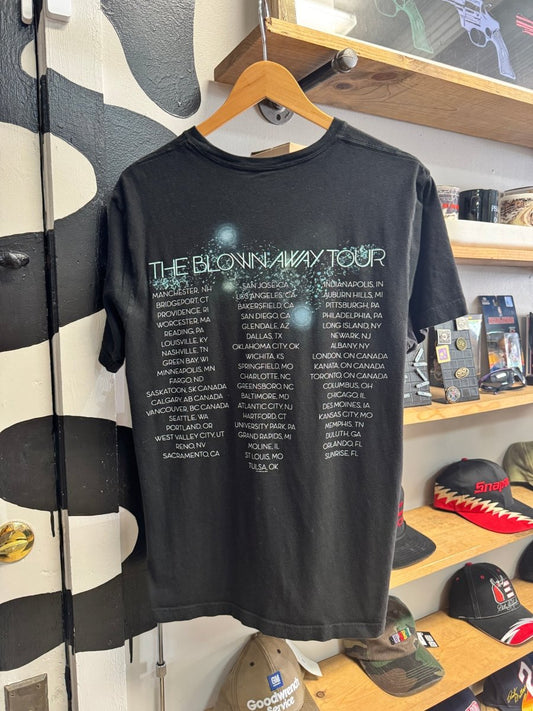 THE BLOWN AWAY TOUR
MANCHESTER, NH
BRIDGEPORT, CT
PROVIDENCE, RI
WORCESTER, MA
READING, PA
LOUISVILLE, KY
NASHVILLE, TN
GREEN BAY, WI
MINNEAPOLIS, MN
FARGO, ND
SASKATOON, SK CANADA
CALGARY, AB CANADA
VANCOUVER, BC CANADA
SEATTLE, WA
PORTLAND, OR
WEST VALLEY CITY, UT
RENO, NV
SACRAMENTO, CA
SAN JOSE, CA
LOS ANGELES, CA
BAKERSFIELD, CA
SAN DIEGO, CA
GLENDALE, AZ
DALLAS, TX
OKLAHOMA CITY, OK
WICHITA, KS
SPRINGFIELD, MO
CHARLOTTE, NC
GREENSBORO, NC
BALTIMORE, MD
ATLANTIC CITY, NJ
HARTFORD, CT
UNIVERSITY PARK, PA
GRAND RAPIDS, MI
MOLINE, IL
ST LOUIS, MO
TULSA, OK
INDIANAPOLIS, IN
AUBURN HILLS, MI
PITTSBURGH, PA
PHILADELPHIA, PA
LONG ISLAND, NY
NEWARK, NJ
ALBANY, NY
LONDON, ON CANADA
KANATA, ON CANADA
TORONTO, ON CANADA
COLUMBUS, OH
CHICAGO, IL
DES MOINES, IA
KANSAS CITY, MO
MEMPHIS, TN
DULUTH, GA
ORLANDO, FL
SUNRISE, FL
GM
Goodwrench
Service